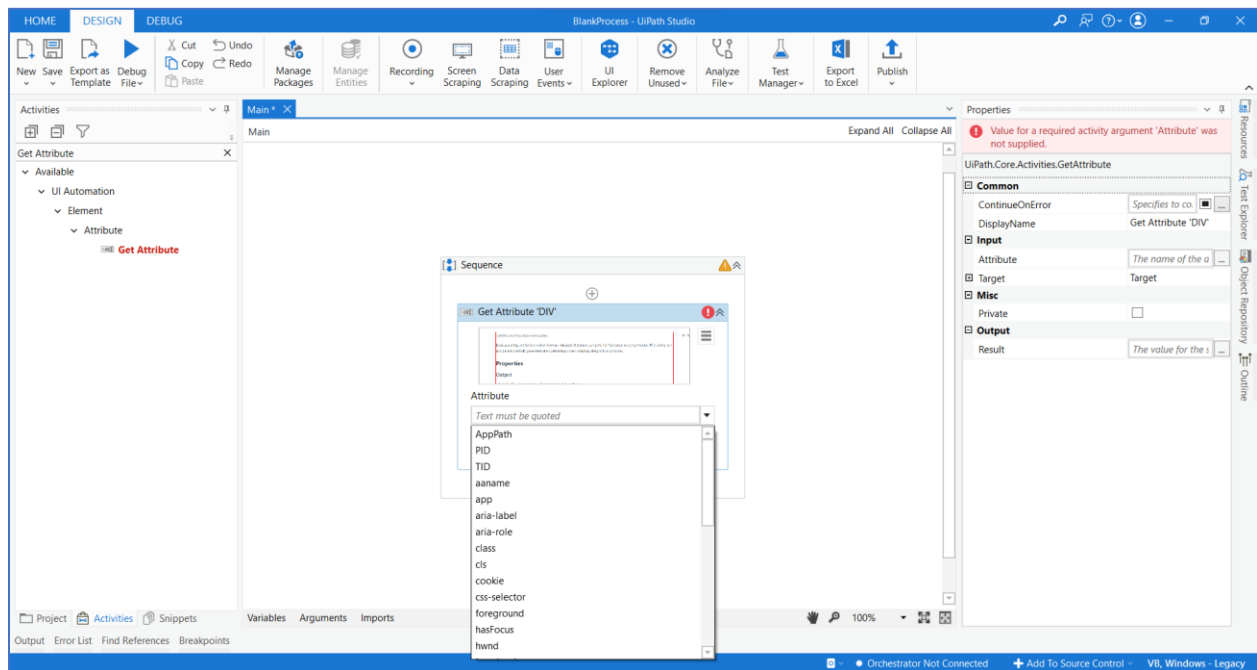 HOME DESIGN DEBUG BlankProcess - UiPath Studio
New Save Export as Template Debug File Cut Copy Paste Undo Redo Manage Packages Manage Entities Recording Screen Scraping Data Scraping User Events UI Explorer Remove Unused Analyze File Test Manager Export to Excel Publish
Activities
Get Attribute
Available
UI Automation
Element
Attribute
Get Attribute
Project Activities Snippets
Output Error List Find References Breakpoints
Main *
Main Expand All Collapse All
Sequence
Get Attribute 'DIV'
Properties
Output
Attribute
Text must be quoted
AppPath
PID
TID
aaname
app
aria-label
aria-role
class
cls
cookie
css-selector
foreground
hasFocus
hwnd
Variables Arguments Imports 100%
Properties
Value for a required activity argument 'Attribute' was
not supplied.
UiPath.Core.Activities.GetAttribute
Common
ContinueOnError Specifies to co.
DisplayName Get Attribute 'DIV'
Input
Attribute The name of the a
Target Target
Misc
Private
Output
Result The value for the s
Resources
Test Explorer
Object Repository
Outline
Orchestrator Not Connected Add To Source Control VB, Windows - Legacy